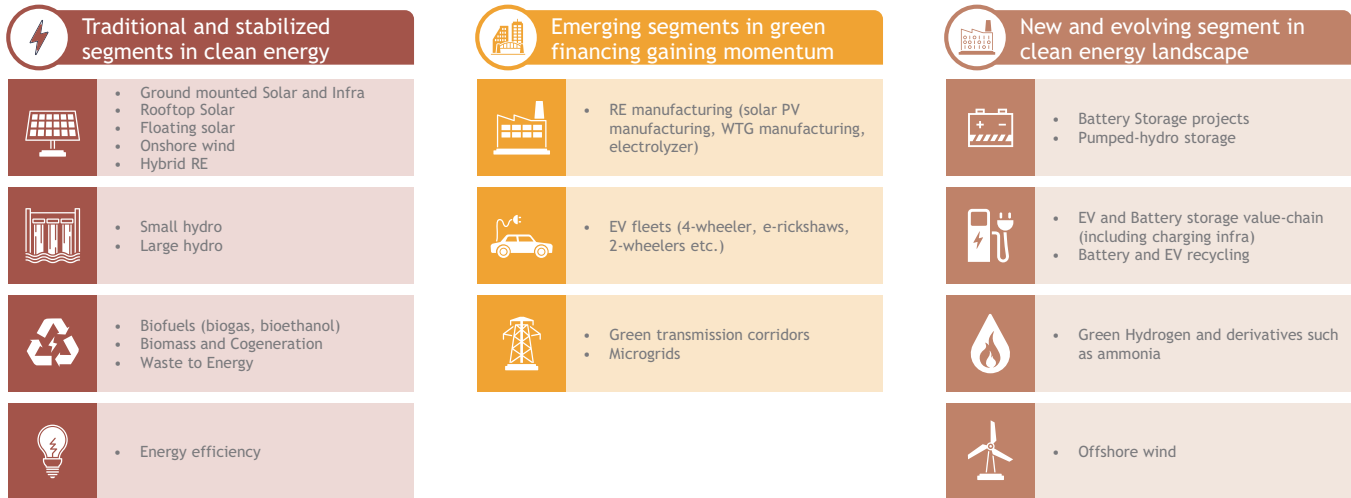 Traditional and stabilized
segments in clean energy
• Ground mounted Solar and Infra
• Rooftop Solar
• Floating solar
• Onshore wind
• Hybrid RE
• Small hydro
• Large hydro
• Biofuels (biogas, bioethanol)
• Biomass and Cogeneration
• Waste to Energy
• Energy efficiency
Emerging segments in green
financing gaining momentum
• RE manufacturing (solar PV
manufacturing, WTG manufacturing,
electrolyzer)
• EV fleets (4-wheeler, e-rickshaws,
2-wheelers etc.)
• Green transmission corridors
• Microgrids
New and evolving segment in
clean energy landscape
• Battery Storage projects
• Pumped-hydro storage
• EV and Battery storage value-chain
(including charging infra)
• Battery and EV recycling
• Green Hydrogen and derivatives such
as ammonia
• Offshore wind